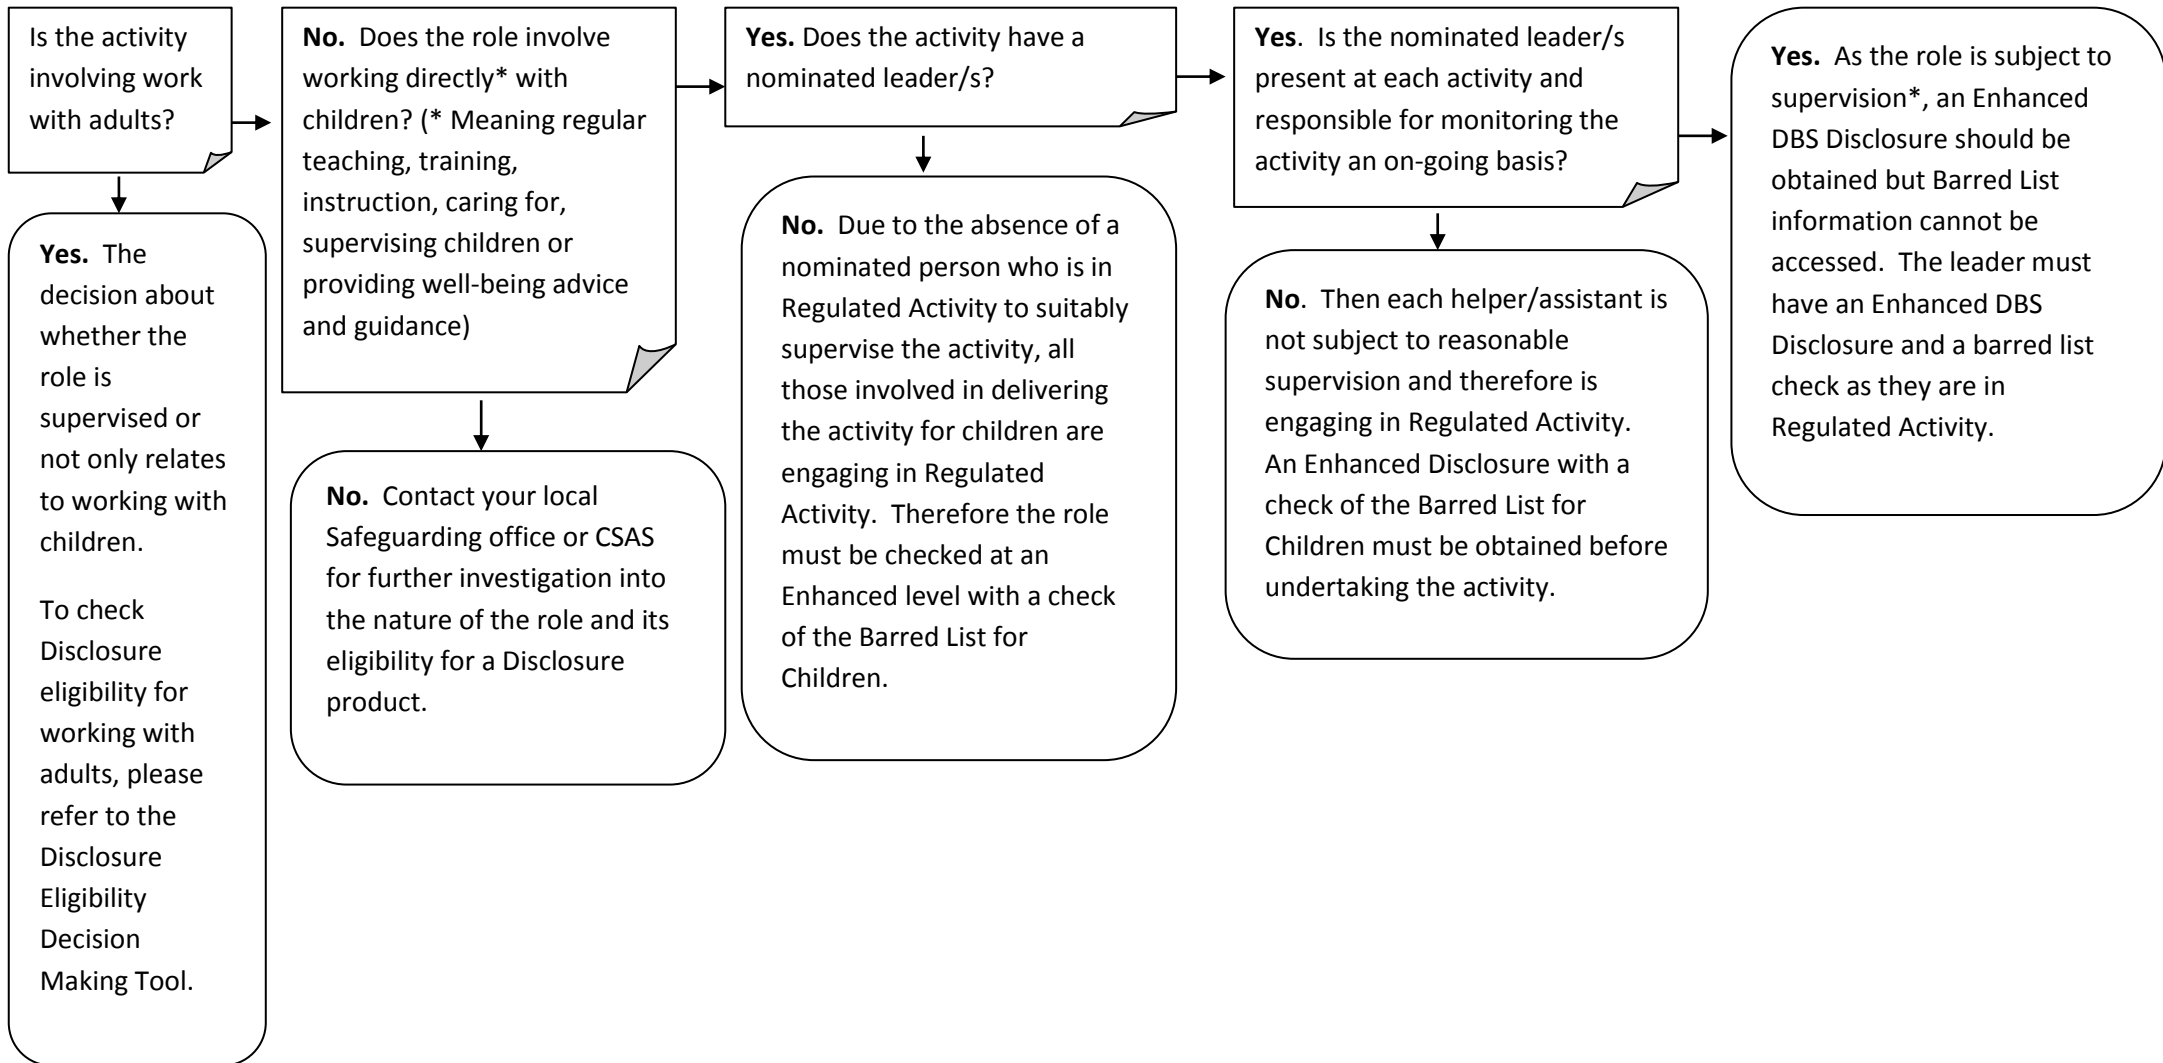 Is the activity
involving work
with adults?
Yes. The
decision about
whether the
role is
supervised or
not only relates
to working with
children.
To check
Disclosure
eligibility for
working with
adults, please
refer to the
Disclosure
Eligibility
Decision
Making Tool.
No. Does the role involve
working directly* with
children? (* Meaning regular
teaching, training,
instruction, caring for,
supervising children or
providing well-being advice
and guidance)
No. Contact your local
Safeguarding office or CSAS
for further investigation into
the nature of the role and its
eligibility for a Disclosure
product.
Yes. Does the activity have a
nominated leader/s?
No. Due to the absence of a
nominated person who is in
Regulated Activity to suitably
supervise the activity, all
those involved in delivering
the activity for children are
engaging in Regulated
Activity. Therefore the role
must be checked at an
Enhanced level with a check
of the Barred List for
Children.
Yes. Is the nominated leader/s
present at each activity and
responsible for monitoring the
activity an on-going basis?
No. Then each helper/assistant is
not subject to reasonable
supervision and therefore is
engaging in Regulated Activity.
An Enhanced Disclosure with a
check of the Barred List for
Children must be obtained before
undertaking the activity.
Yes. As the role is subject to
supervision*, an Enhanced
DBS Disclosure should be
obtained but Barred List
information cannot be
accessed. The leader must
have an Enhanced DBS
Disclosure and a barred list
check as they are in
Regulated Activity.